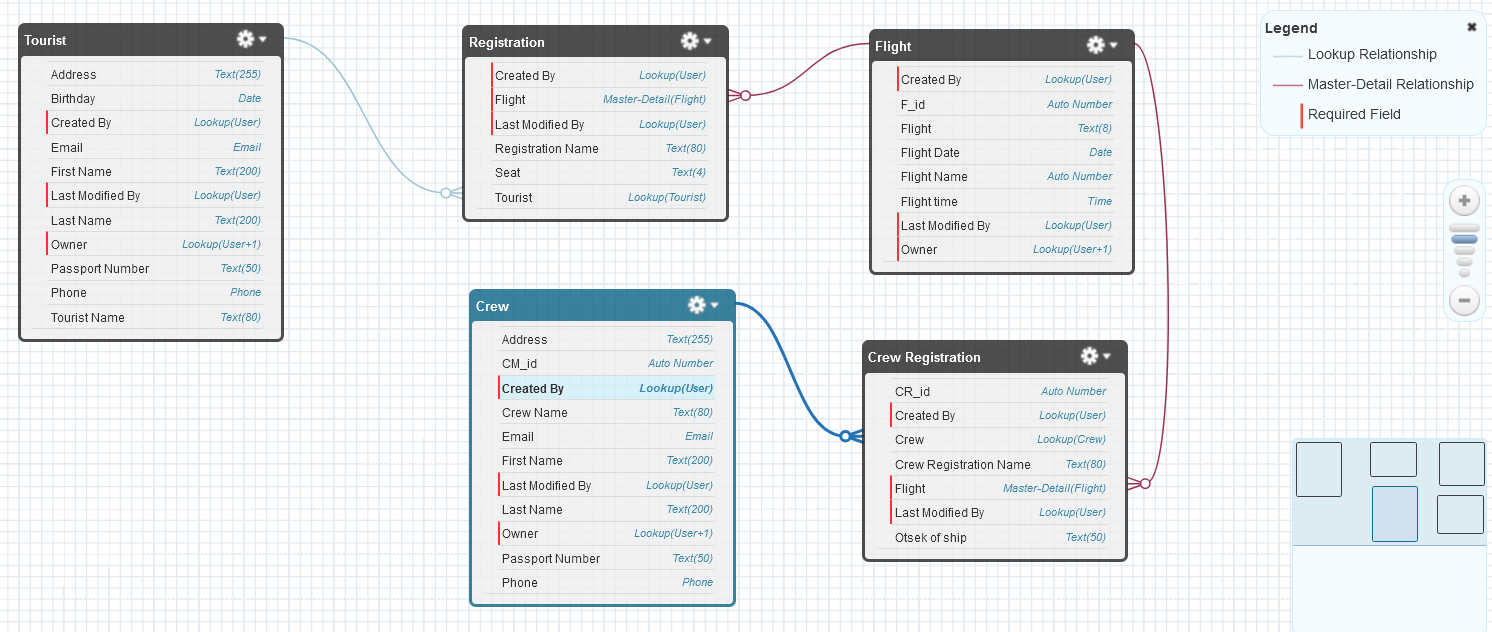 Tourist
Address Text(255)
Birthday Date
Created By Lookup(User)
Email Email
First Name Text(200)
Last Modified By Lookup(User)
Last Name Text(200)
Owner Lookup(User+1)
Passport Number Text(50)
Phone Phone
Tourist Name Text(80)
Registration
Created By Lookup(User)
Flight Master-Detail(Flight)
Last Modified By Lookup(User)
Registration Name Text(80)
Seat Text(4)
Tourist Lookup(Tourist)
Flight
Created By Lookup(User)
F_id Auto Number
Flight Text(8)
Flight Date Date
Flight Name Auto Number
Flight time Time
Last Modified By Lookup(User)
Owner Lookup(User+1)
Legend
Lookup Relationship
Master-Detail Relationship
Required Field
Crew
Address Text(255)
CM_id Auto Number
Created By Lookup(User)
Crew Name Text(80)
Email Email
First Name Text(200)
Last Modified By Lookup(User)
Last Name Text(200)
Owner Lookup(User+1)
Passport Number Text(50)
Phone Phone
Crew Registration
CR_id Auto Number
Created By Lookup(User)
Crew Lookup(Crew)
Crew Registration Name Text(80)
Flight Master-Detail(Flight)
Last Modified By Lookup(User)
Otsek of ship Text(50)